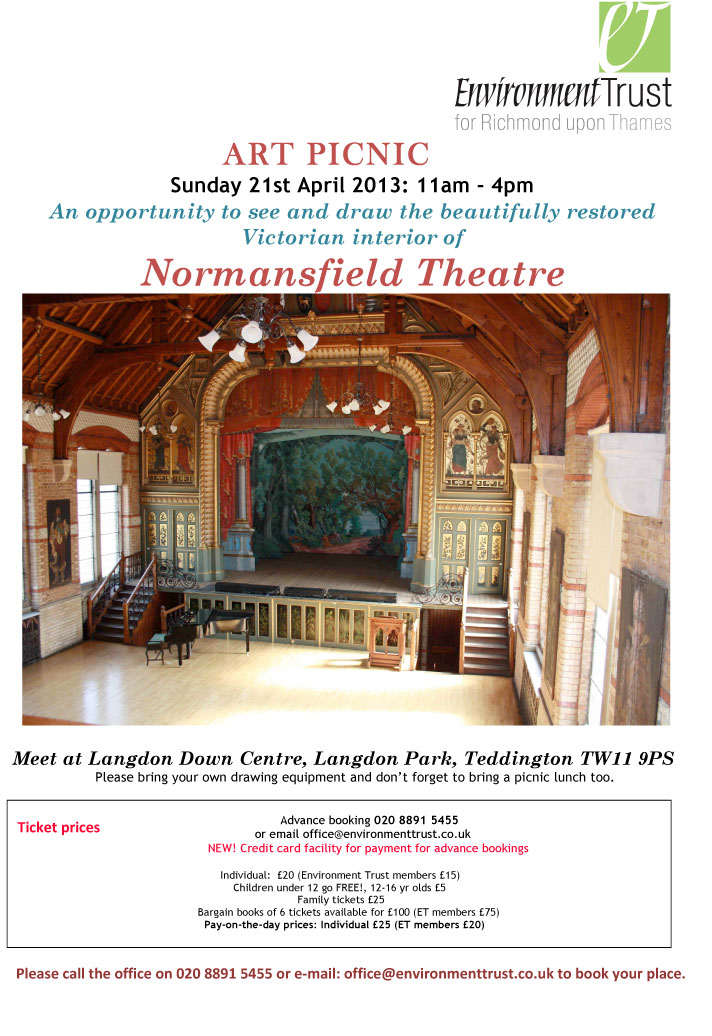 et
Environment Trust
for Richmond upon Thames
ART PICNIC
Sunday 21st April 2013: 11am - 4pm
An opportunity to see and draw the beautifully restored
Victorian interior of
Normansfield Theatre
Meet at Langdon Down Centre, Langdon Park, Teddington TW11 9PS
Please bring your own drawing equipment and don't forget to bring a picnic lunch too.
Ticket prices
Advance booking 020 8891 5455
or email office@environmenttrust.co.uk
NEW! Credit card facility for payment for advance bookings
Individual: £20 (Environment Trust members £15)
Children under 12 go FREE!, 12-16 yr olds £5
Family tickets £25
Bargain books of 6 tickets available for £100 (ET members £75)
Pay-on-the-day prices: Individual £25 (ET members £20)
Please call the office on 020 8891 5455 or e-mail: office@environmenttrust.co.uk to book your place.